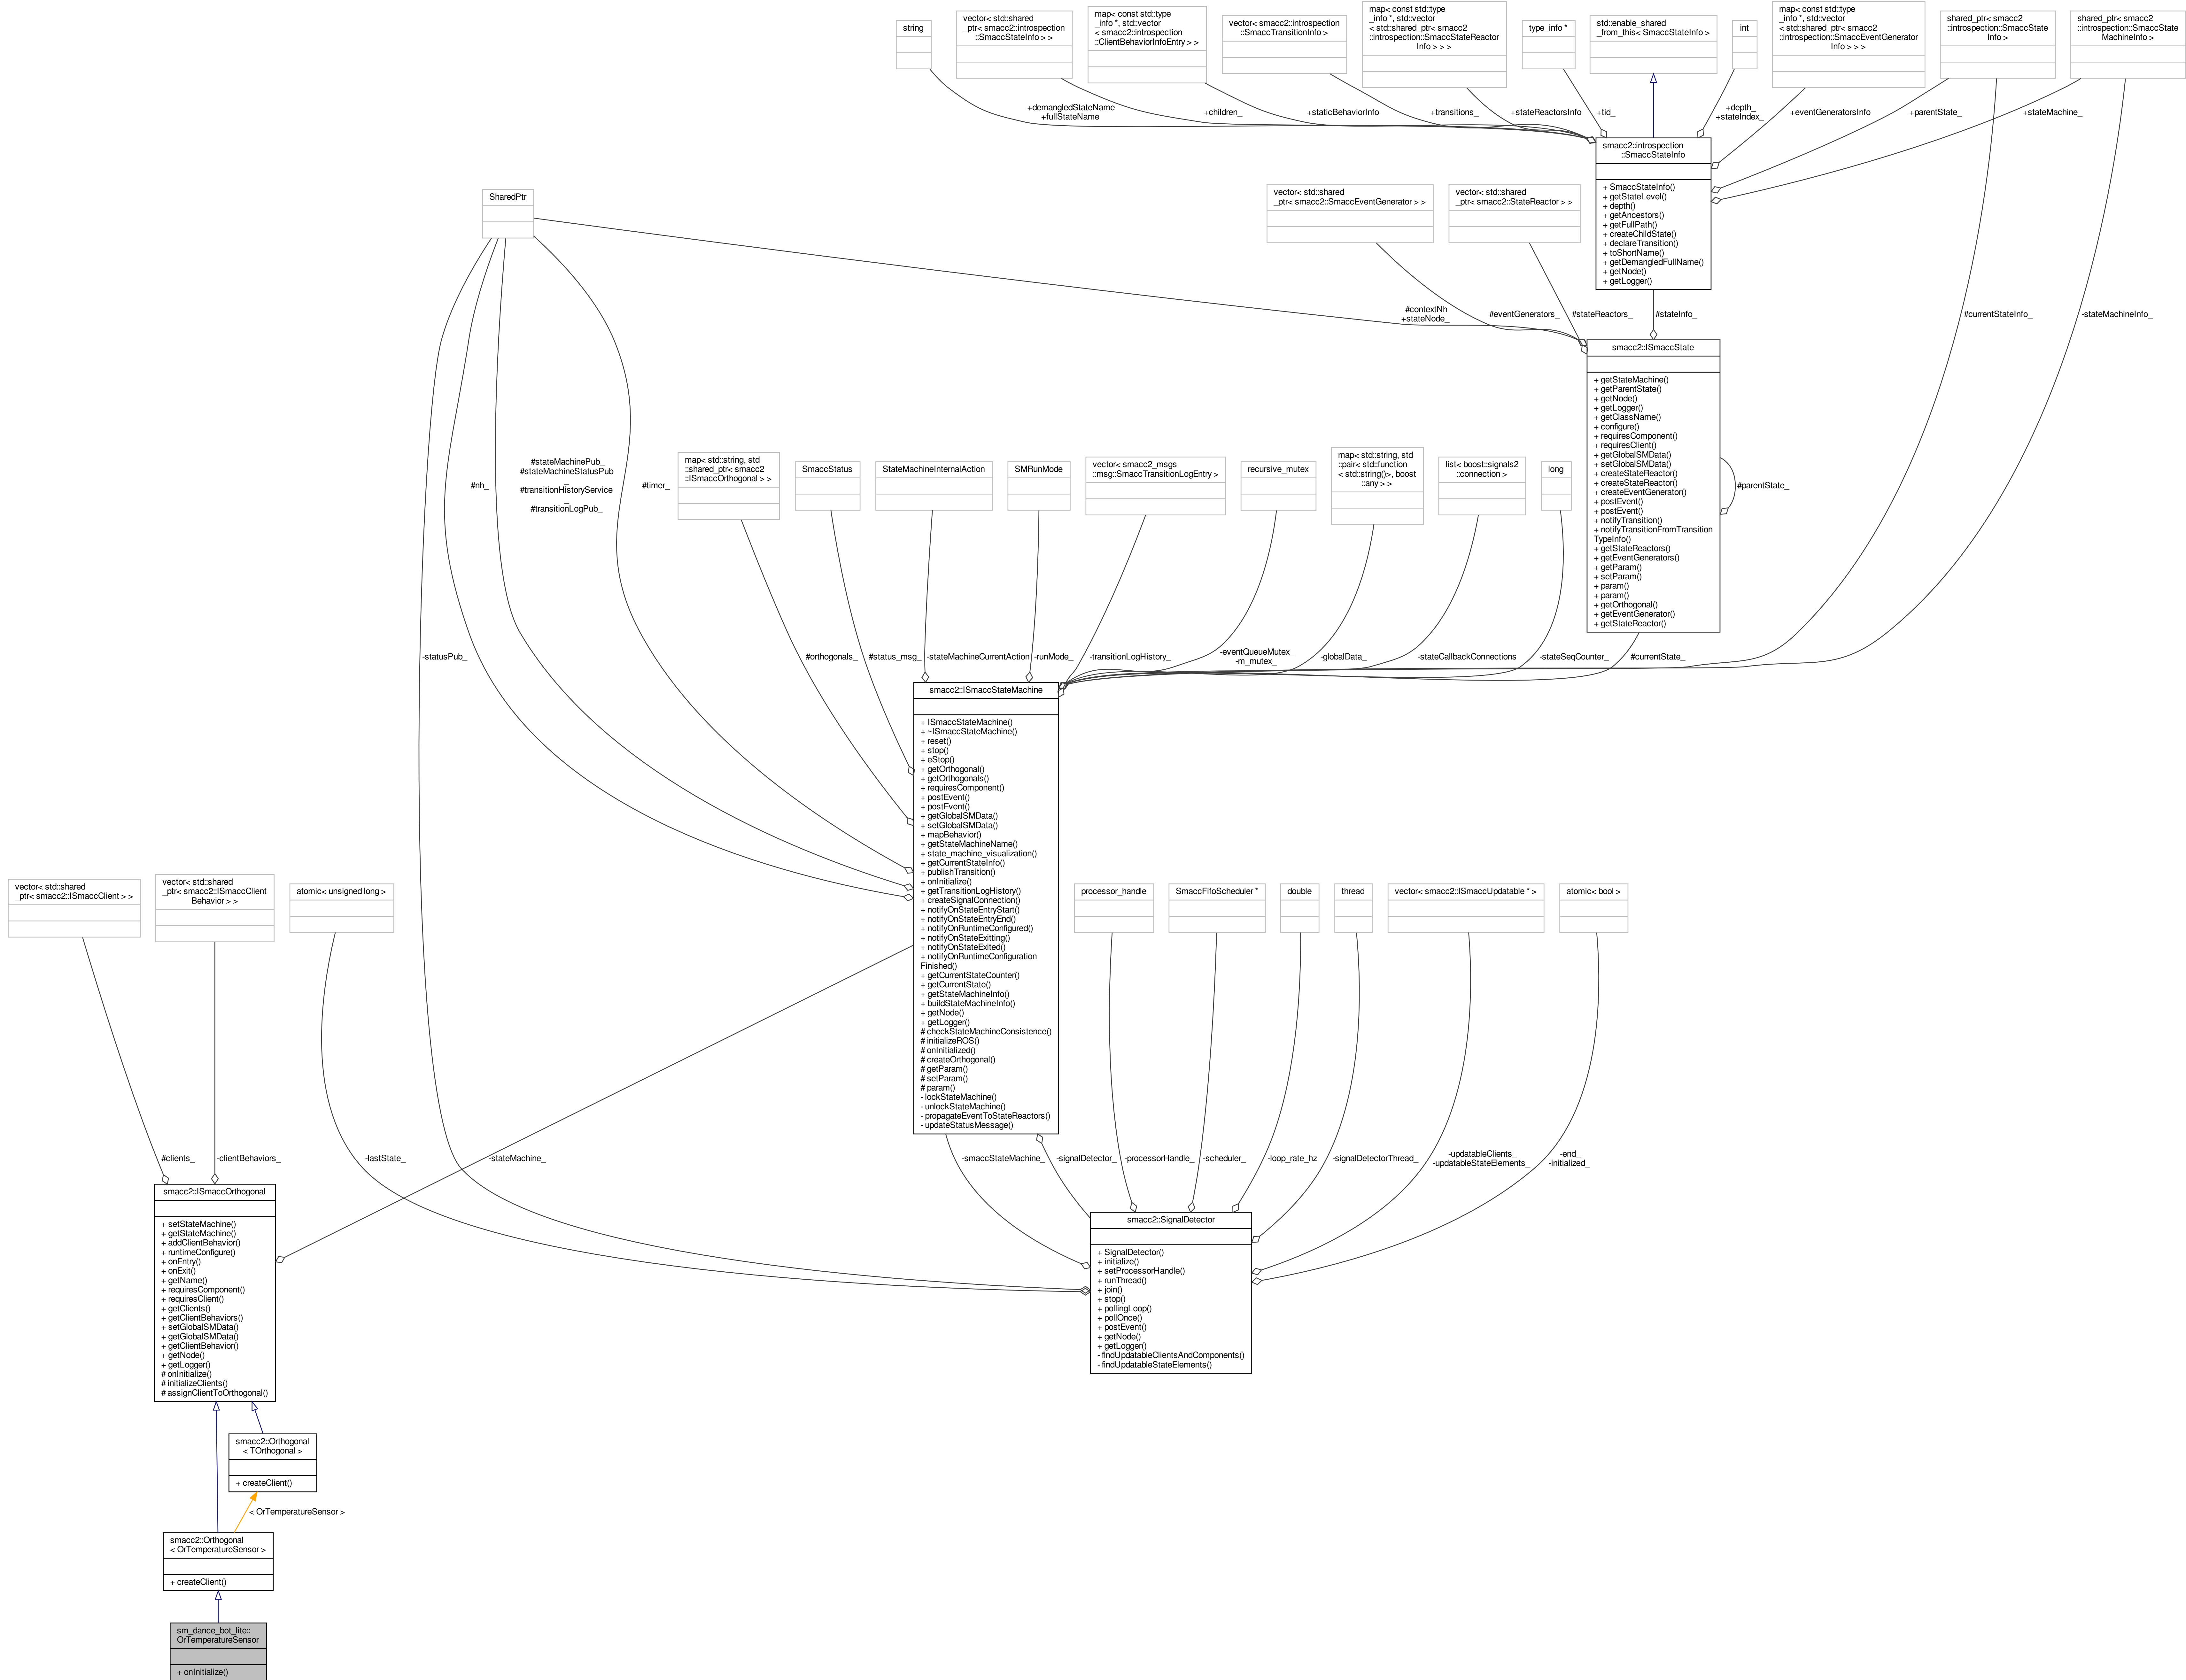 string
vector< std::shared
_ptr< smacc2::introspection
::SmaccStateInfo > >
map< const std::type
_info *, std::vector
< smacc2::introspection
::ClientBehaviorInfoEntry > >
vector< smacc2::introspection
::SmaccTransitionInfo >
map< const std::type
_info *, std::vector
< std::shared_ptr< smacc2
::introspection::SmaccStateReactor
Info > > >
type_info *
std::enable_shared
_from_this< SmaccStateInfo >
int
map< const std::type
_info *, std::vector
< std::shared_ptr< smacc2
::introspection::SmaccEventGenerator
Info > > >
shared_ptr< smacc2
::introspection::SmaccState
Info >
shared_ptr< smacc2
::introspection::SmaccState
MachineInfo >
+demangledStateName
+fullStateName
+children_
+staticBehaviorInfo
+transitions_
+stateReactorsInfo
+tid_
+depth_
+stateIndex_
+eventGeneratorsInfo
+parentState_
+stateMachine_
smacc2::introspection
::SmaccStateInfo
+ SmaccStateInfo()
+ getStateLevel()
+ depth()
+ getAncestors()
+ getFullPath()
+ createChildState()
+ declareTransition()
+ toShortName()
+ getDemangledFullName()
+ getNode()
+ getLogger()
SharedPtr
vector< std::shared
_ptr< smacc2::SmaccEventGenerator > >
vector< std::shared
_ptr< smacc2::StateReactor > >
#contextNh
+stateNode_
#eventGenerators_
#stateReactors_
#stateInfo_
#currentStateInfo_
-stateMachineInfo_
smacc2::ISmaccState
+ getStateMachine()
+ getParentState()
+ getNode()
+ getLogger()
+ getClassName()
+ configure()
+ requiresComponent()
+ requiresClient()
+ getGlobalSMData()
+ setGlobalSMData()
+ createStateReactor()
+ createStateReactor()
+ createEventGenerator()
+ postEvent()
+ postEvent()
+ notifyTransition()
+ notifyTransitionFromTransition
TypeInfo()
+ getStateReactors()
+ getEventGenerators()
+ getParam()
+ setParam()
+ param()
+ param()
+ getOrthogonal()
+ getEventGenerator()
+ getStateReactor()
#parentState_
#nh_
#stateMachinePub_
#stateMachineStatusPub
_
#transitionHistoryService
_
#transitionLogPub_
#timer_
map< std::string, std
::shared_ptr< smacc2
::ISmaccOrthogonal > >
SmaccStatus
StateMachineInternalAction
SMRunMode
vector< smacc2_msgs
::msg::SmaccTransitionLogEntry >
recursive_mutex
map< std::string, std
::pair< std::function
< std::string()>, boost
::any > >
list< boost::signals2
::connection >
long
-statusPub_
#orthogonals_
#status_msg_
-stateMachineCurrentAction
-runMode_
-transitionLogHistory_
-eventQueueMutex_
-m_mutex_
-globalData_
-stateCallbackConnections
-stateSeqCounter_
#currentState_
smacc2::ISmaccStateMachine
+ ISmaccStateMachine()
+ ~ISmaccStateMachine()
+ reset()
+ stop()
+ eStop()
+ getOrthogonal()
+ getOrthogonals()
+ requiresComponent()
+ postEvent()
+ postEvent()
+ getGlobalSMData()
+ setGlobalSMData()
+ mapBehavior()
+ getStateMachineName()
+ state_machine_visualization()
+ getCurrentStateInfo()
+ publishTransition()
+ onInitialize()
+ getTransitionLogHistory()
+ createSignalConnection()
+ notifyOnStateEntryStart()
+ notifyOnStateEntryEnd()
+ notifyOnRuntimeConfigured()
+ notifyOnStateExitting()
+ notifyOnStateExited()
+ notifyOnRuntimeConfiguration
Finished()
+ getCurrentStateCounter()
+ getCurrentState()
+ getStateMachineInfo()
+ buildStateMachineInfo()
+ getNode()
+ getLogger()
# checkStateMachineConsistence()
# initializeROS()
# onInitialized()
# createOrthogonal()
# getParam()
# setParam()
# param()
- lockStateMachine()
- unlockStateMachine()
- propagateEventToStateReactors()
- updateStatusMessage()
vector< std::shared
_ptr< smacc2::ISmaccClient > >
vector< std::shared
_ptr< smacc2::ISmaccClient
Behavior > >
atomic< unsigned long >
processor_handle
SmaccFifoScheduler *
double
thread
vector< smacc2::ISmaccUpdatable * >
atomic< bool >
#clients_
-clientBehaviors_
-lastState_
-stateMachine_
-smaccStateMachine_
-signalDetector_
-processorHandle_
-scheduler_
-loop_rate_hz
-signalDetectorThread_
-updatableClients_
-updatableStateElements_
-end_
-initialized_
smacc2::ISmaccOrthogonal
+ setStateMachine()
+ getStateMachine()
+ addClientBehavior()
+ runtimeConfigure()
+ onEntry()
+ onExit()
+ getName()
+ requiresComponent()
+ requiresClient()
+ getClients()
+ getClientBehaviors()
+ setGlobalSMData()
+ getGlobalSMData()
+ getClientBehavior()
+ getNode()
+ getLogger()
# onInitialize()
# initializeClients()
# assignClientToOrthogonal()
smacc2::SignalDetector
+ SignalDetector()
+ initialize()
+ setProcessorHandle()
+ runThread()
+ join()
+ stop()
+ pollingLoop()
+ pollOnce()
+ postEvent()
+ getNode()
+ getLogger()
- findUpdatableClientsAndComponents()
- findUpdatableStateElements()
smacc2::Orthogonal
< TOrthogonal >
+ createClient()
< OrTemperatureSensor >
smacc2::Orthogonal
< OrTemperatureSensor >
+ createClient()
sm_dance_bot_lite::
OrTemperatureSensor
+ onInitialize()